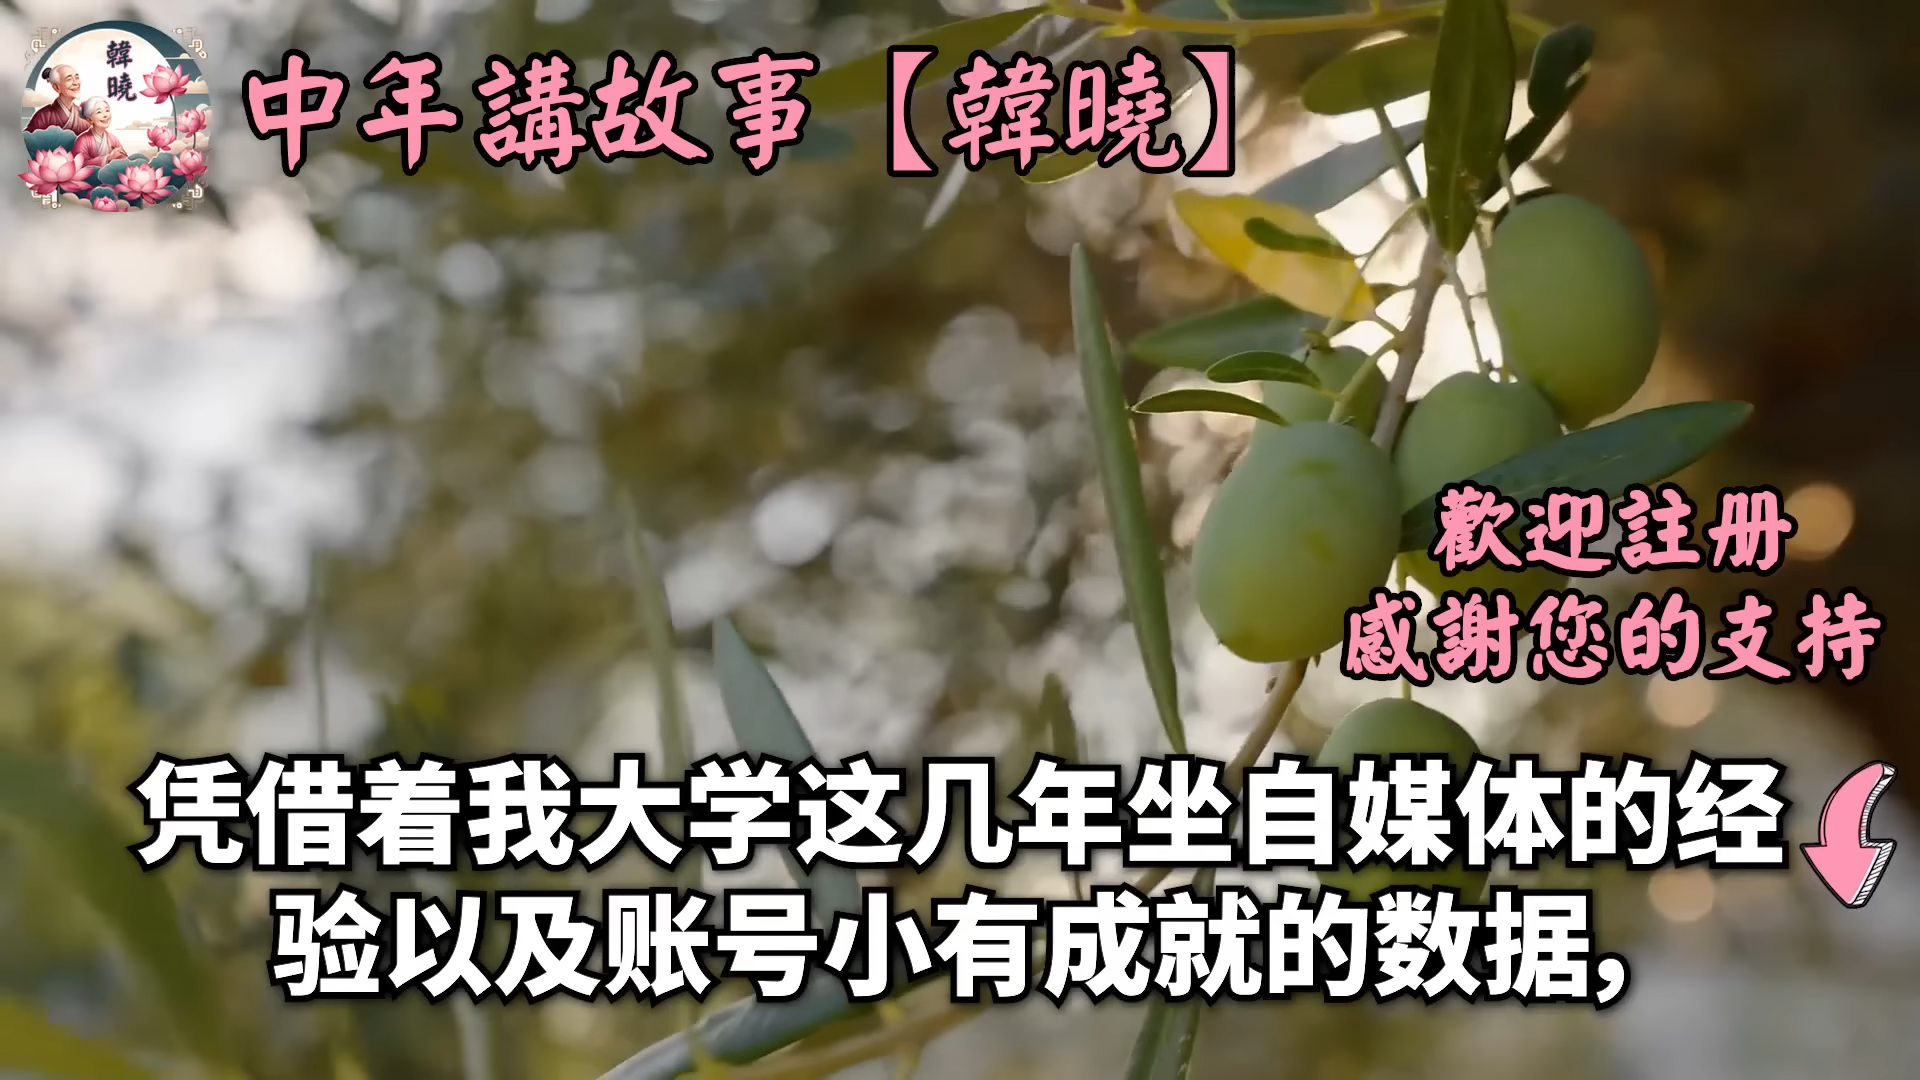 韓曉
中年講故事【韓曉】
歡迎註册
感謝您的支持
凭借着我大学这几年坐自媒体的经
验以及账号小有成就的数据,